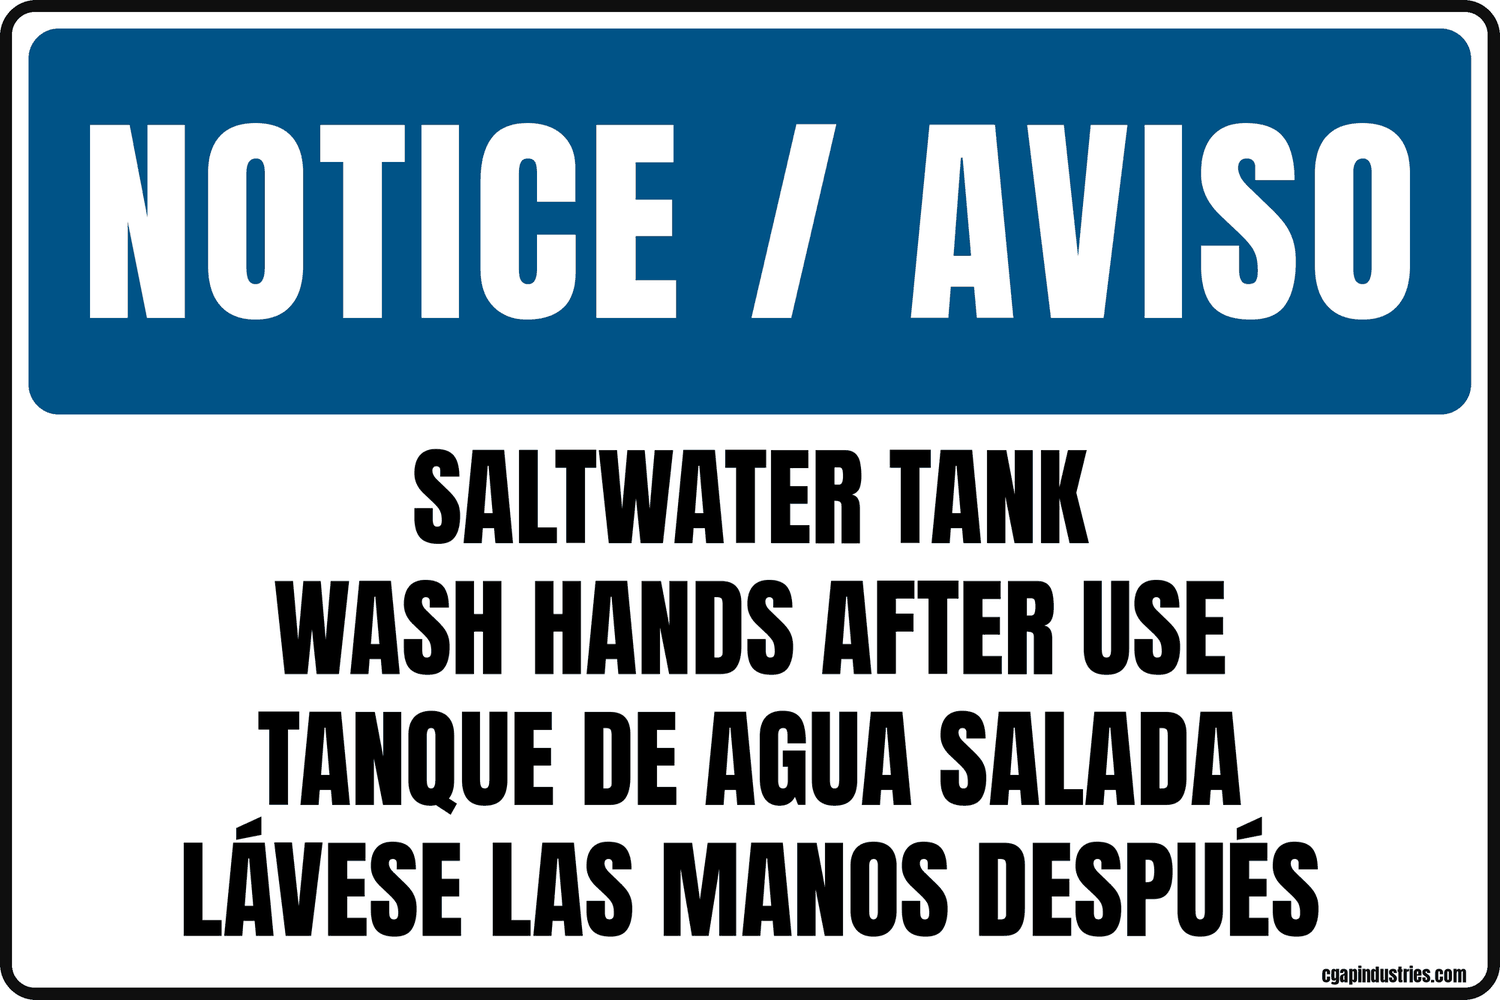 NOTICE / AVISO
SALTWATER TANK
WASH HANDS AFTER USE
TANQUE DE AGUA SALADA
LÁVESE LAS MANOS DESPUÉS
cgapindustries.com